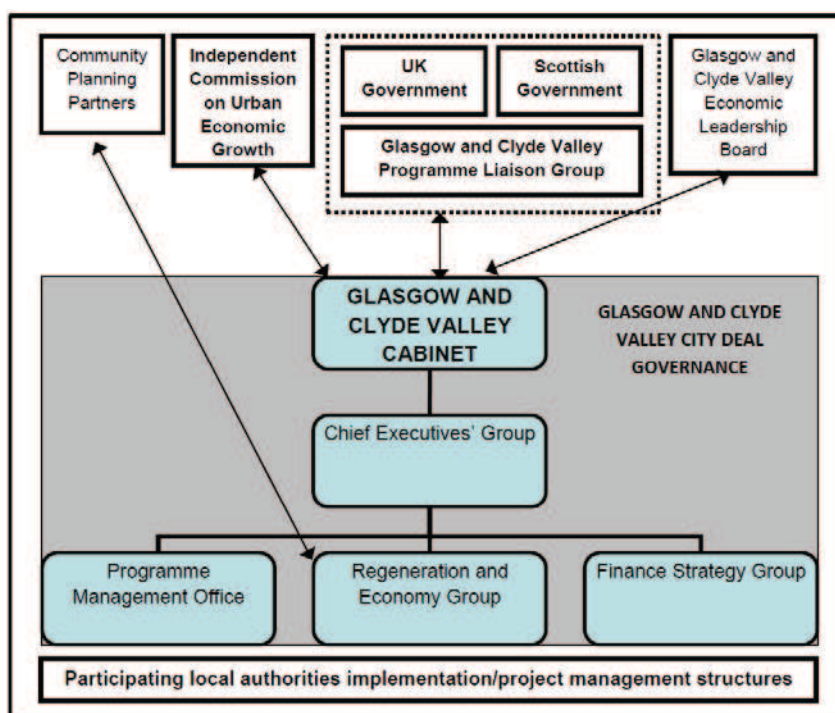 Community
Planning
Partners
Independent
Commission
on Urban
Economic
Growth
UK
Government
Scottish
Government
Glasgow and Clyde Valley
Programme Liaison Group
Glasgow and
Clyde Valley
Economic
Leadership
Board
GLASGOW AND
CLYDE VALLEY
CABINET
GLASGOW AND CLYDE
VALLEY CITY DEAL
GOVERNANCE
Chief Executives' Group
Programme
Management Office
Regeneration and
Economy Group
Finance Strategy Group
Participating local authorities implementation/project management structures